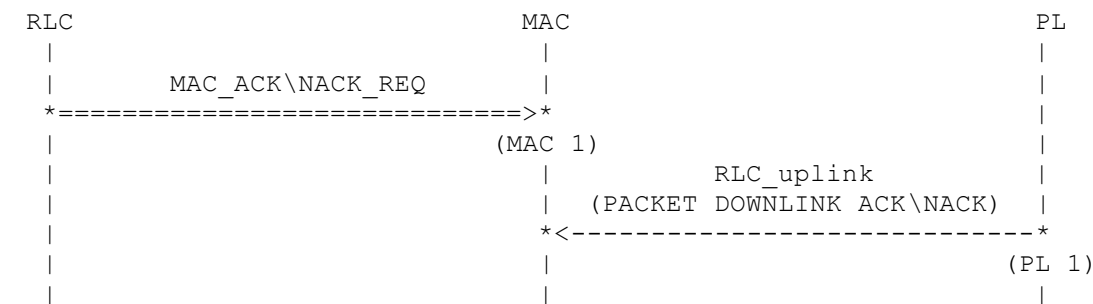 RLC MAC PL
MAC_ACK\NACK_REQ
(MAC 1)
RLC_uplink
(PACKET DOWNLINK ACK\NACK)
(PL 1)